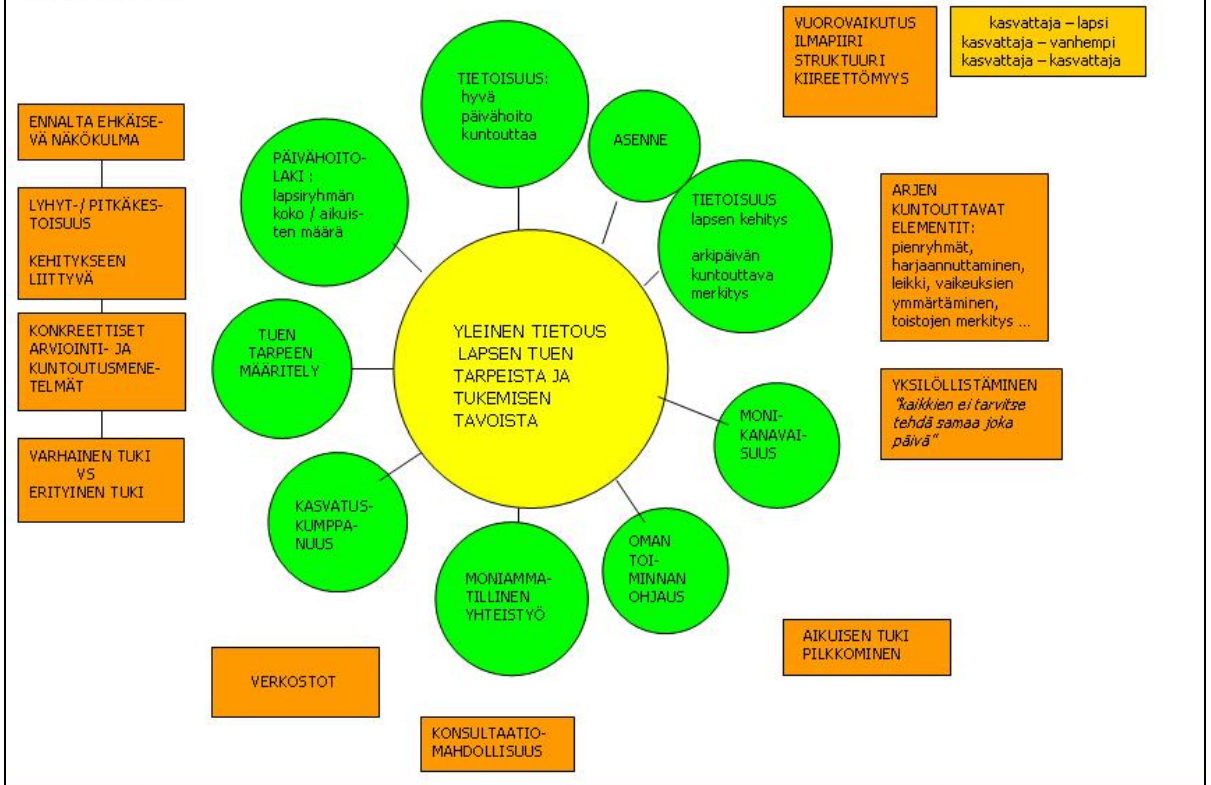 VUOROVAIKUTUS
ILMAPIIRI
STRUKTUURI
KIIREETTÖMYYS
kasvattaja – lapsi
kasvattaja – vanhempi
kasvattaja – kasvattaja
TIETOISUUS:
hyvä
päivähoito
kuntouttaa
ASENNE
ENNALTA EHKÄISE-
VÄ NÄKÖKULMA
PÄIVÄHOITO-
LAKI :
lapsiryhmän
koko / aikuis-
ten määrä
TIETOISUUS
lapsen kehitys
arkipäivän
kuntouttava
merkitys
ARJEN
KUNTOUTTAVAT
ELEMENTIT:
pienryhmät,
harjaannuttaminen,
leikki, vaikeuksien
ymmärtäminen,
toistojen merkitys ...
LYHYT-/ PITKÄKES-
TOISUUS
KEHITYKSEEN
LIITTYVÄ
KONKREETTISET
ARVIOINTI- JA
KUNTOUTUSMENE-
TELMÄT
TUEN
TARPEEN
MÄÄRITELY
YLEINEN TIETOUS
LAPSEN TUEN
TARPEISTA JA
TUKEMISEN
TAVOISTA
YKSILÖLLISTÄMINEN
"kaikkien ei tarvitse
tehdä samaa joka
päivä"
MONI-
KANAVAI-
SUUS
VARHAINEN TUKI
VS
ERITYINEN TUKI
KASVATUS-
KUMPPA-
NUUS
MONIAMMA-
TILLINEN
YHTEISTYÖ
OMAN
TOI-
MINNAN
OHJAUS
AIKUISEN TUKI
PILKKOMINEN
VERKOSTOT
KONSULTAATIO-
MAHDOLLISUUS